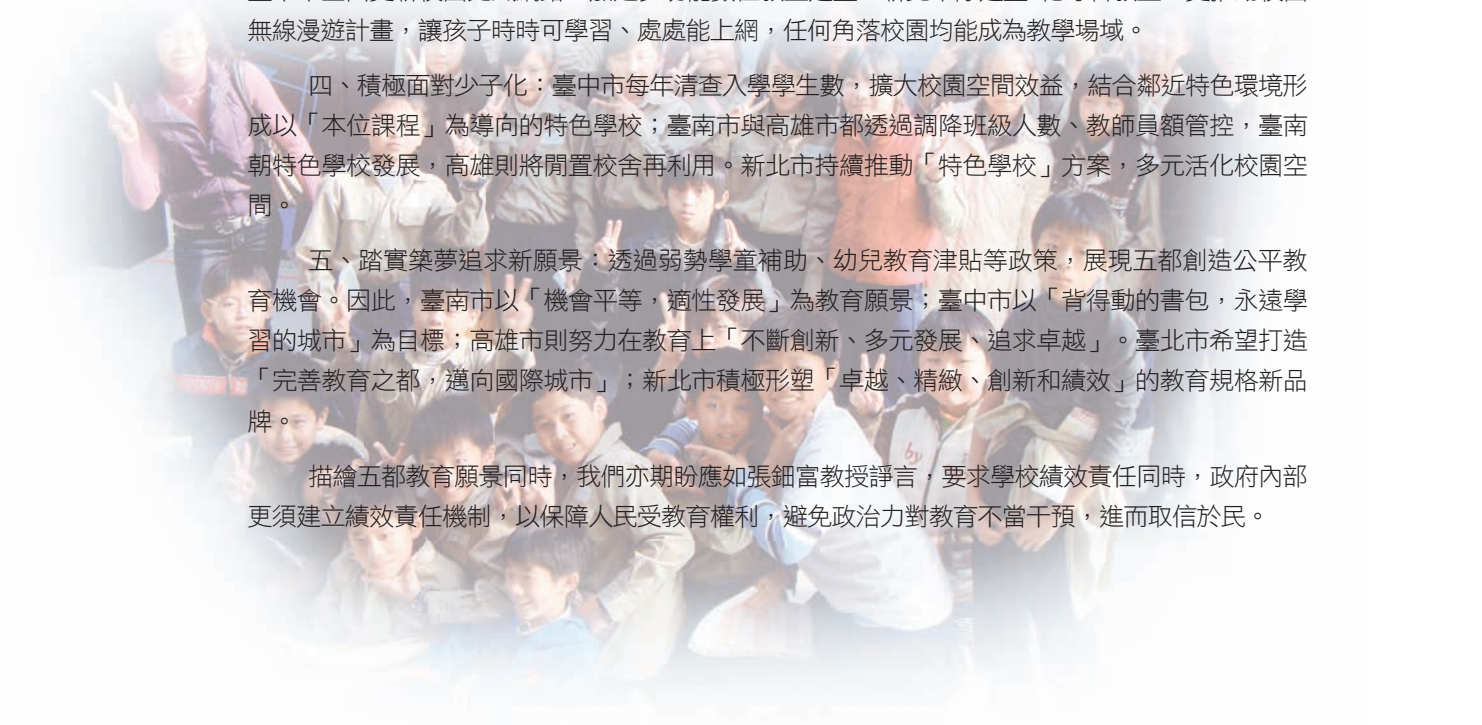 無線漫遊計畫，讓孩子時時可學習、處處能上網，任何角落校園均能成為教學場域。
四、積極面對少子化：臺中市每年清查入學學生數，擴大校園空間效益，結合鄰近特色環境形
成以「本位課程」為導向的特色學校；臺南市與高雄市都透過調降班級人數、教師員額管控，臺南
朝特色學校發展，高雄則將閒置校舍再利用。新北市持續推動「特色學校」方案，多元活化校園空
間。
五、踏實築夢追求新願景：透過弱勢學童補助、幼兒教育津貼等政策，展現五都創造公平教
育機會。因此，臺南市以「機會平等，適性發展」為教育願景；臺中市以「背得動的書包，永遠學
習的城市」為目標；高雄市則努力在教育上「不斷創新、多元發展、追求卓越」。臺北市希望打造
「完善教育之都，邁向國際城市」；新北市積極形塑「卓越、精緻、創新和績效」的教育規格新品
牌。
描繪五都教育願景同時，我們亦期盼應如張鈿富教授諍言，要求學校績效責任同時，政府內部
更須建立績效責任機制，以保障人民受教育權利，避免政治力對教育不當干預，進而取信於民。
by